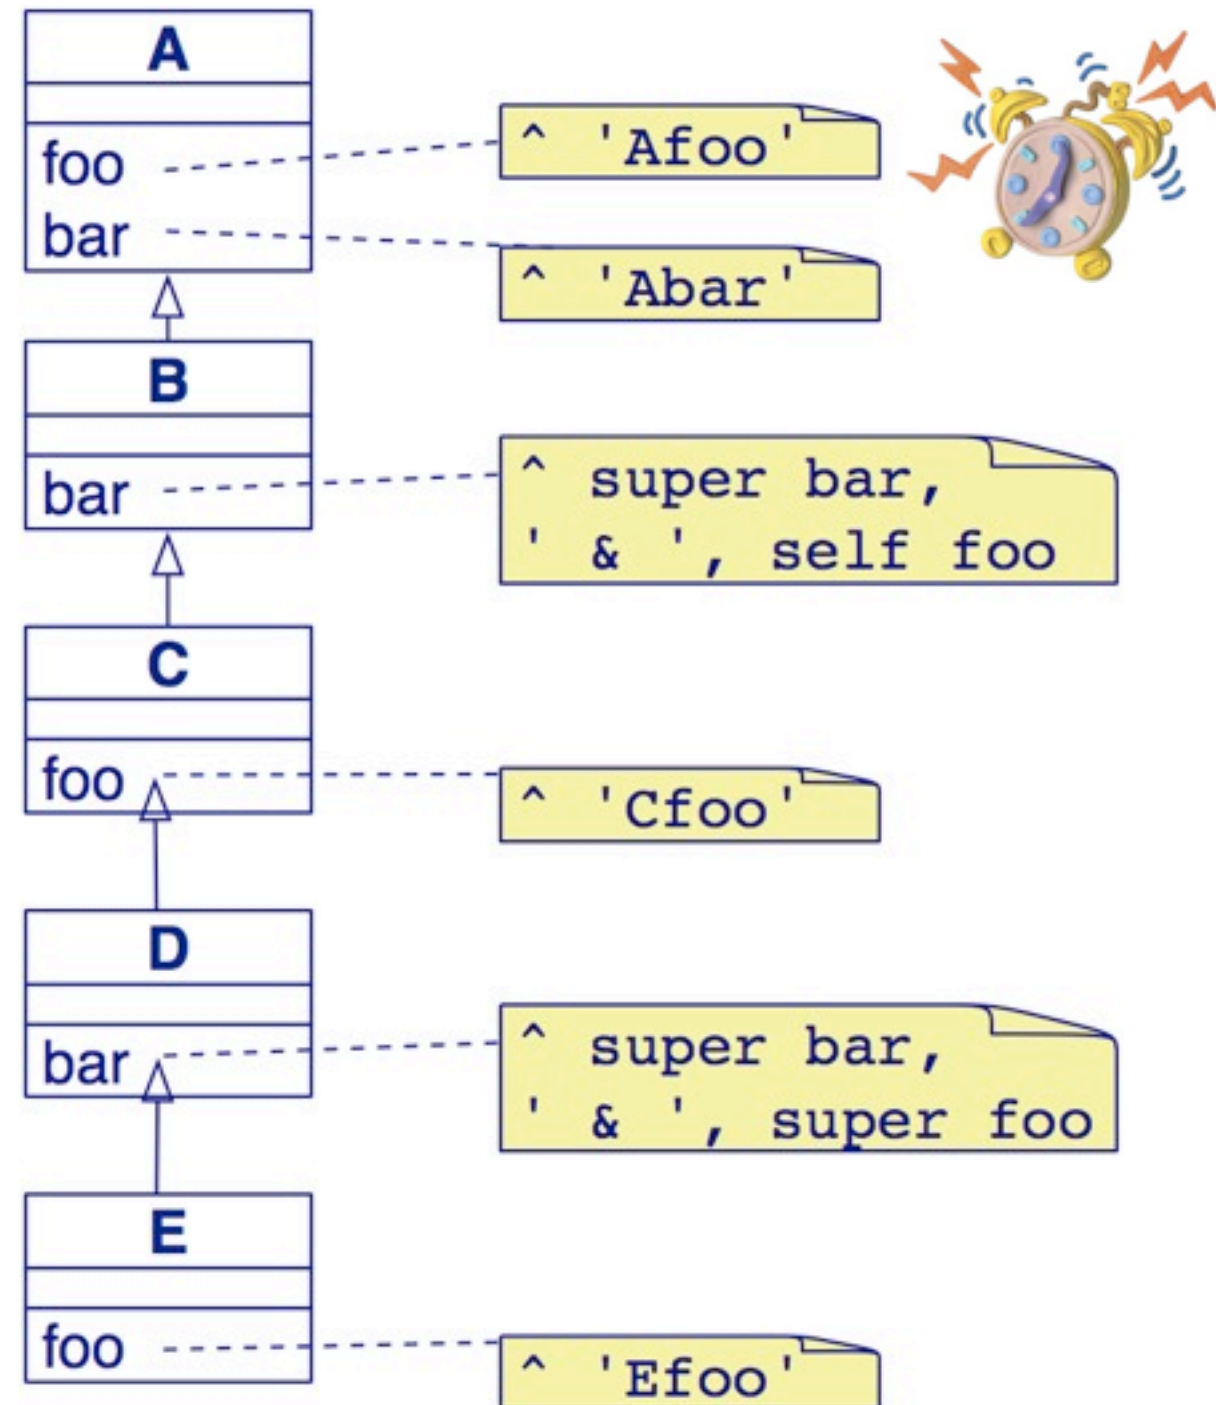 A
foo
bar
^ 'Afoo'
^ 'Abar'
B
bar
^ super bar,
' & ', self foo
C
foo
^ 'Cfoo'
D
bar
^ super bar,
' & ', super foo
E
foo
^ 'Efoo'